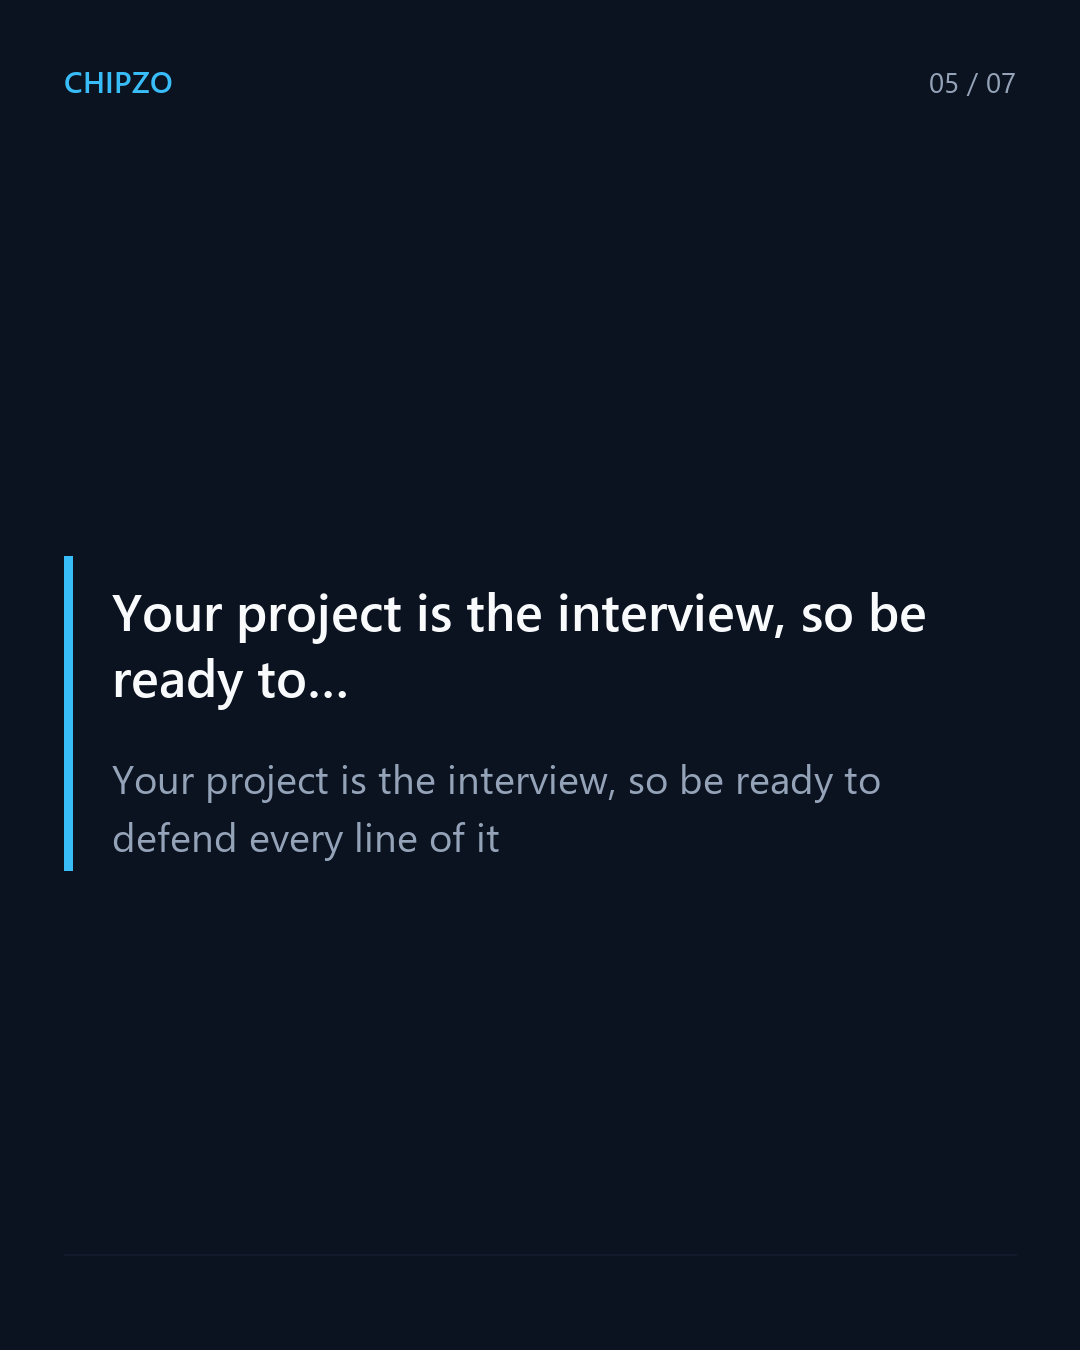 CHIPZO
05 / 07
Your project is the interview, so be
ready to...
Your project is the interview, so be ready to
defend every line of it